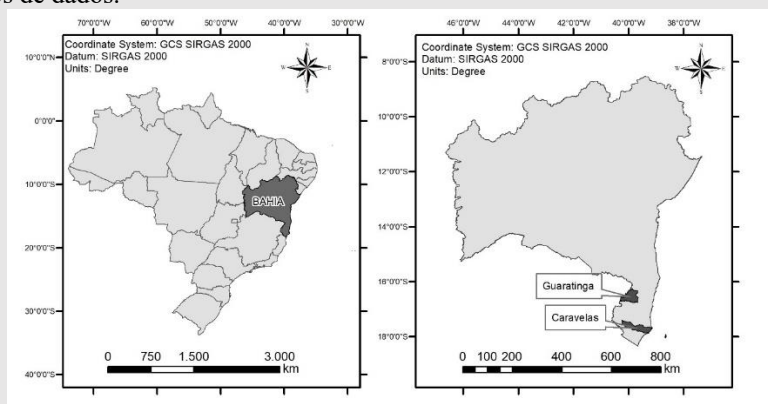 os de dados.
70°0'0"W 60°0'0"W 50°0'0"W 40°0'0"W 30°0'0"W
Coordinate System: GCS SIRGAS 2000
Datum: SIRGAS 2000
Units: Degree
N
W E
S
10°0'0"N
0°0'0"
10°0'0"S
20°0'0"S
30°0'0"S
40°0'0"S
BAHIA
0 750 1.500 3.000
km
46°0'0"W 44°0'0"W 42°0'0"W 40°0'0"W 38°0'0"W
Coordinate System: GCS SIRGAS 2000
Datum: SIRGAS 2000
Units: Degree
N
W E
S
8°0'0"S
10°0'0"S
12°0'0"S
14°0'0"S
16°0'0"S
18°0'0"S
Guaratinga
Caravelas
0 100 200 400 600 800
km